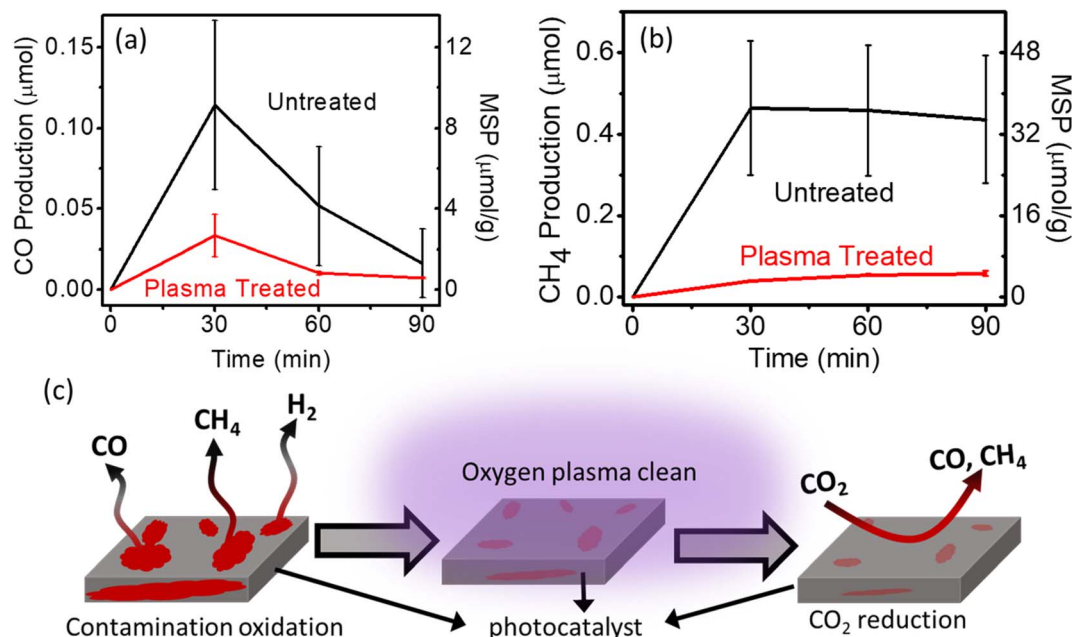 (a)
CO Production (μmol)
0.15
0.10
0.05
0.00
12
8
4
0
MSP (μmol/g)
Untreated
Plasma Treated
0 30 60 90
Time (min)
(b)
CH4 Production (μmol)
0.6
0.4
0.2
0.0
48
32
16
0
MSP (μmol/g)
Untreated
Plasma Treated
0 30 60 90
Time (min)
(c)
CO
CH4
H2
Contamination oxidation
Oxygen plasma clean
photocatalyst
CO2
CO, CH4
CO2 reduction